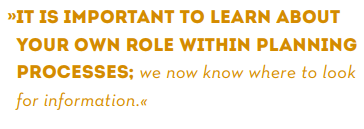 »IT IS IMPORTANT TO LEARN ABOUT
YOUR OWN ROLE WITHIN PLANNING
PROCESSES; we now know where to look
for information.«